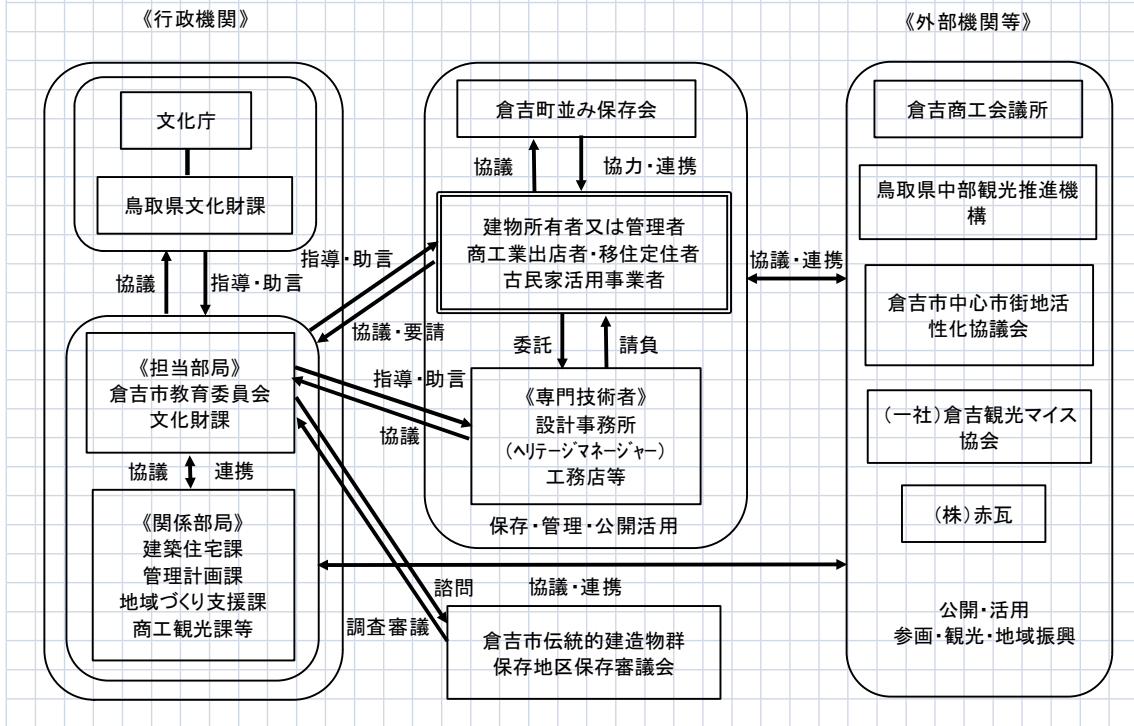 《行政機関》
文化庁
鳥取県文化財課
協議
指導・助言
《担当部局》
倉吉市教育委員会
文化財課
協議 連携
《関係部局》
建築住宅課
管理計画課
地域づくり支援課
商工観光課等
指導・助言
協議・要請
指導・助言
協議
諮問
調査審議
倉吉町並み保存会
協議
協力・連携
建物所有者又は管理者
商工業出店者・移住定住者
古民家活用事業者
委託
請負
《専門技術者》
設計事務所
(ヘリテージマネージャー)
工務店等
保存・管理・公開活用
協議・連携
倉吉市伝統的建造物群
保存地区保存審議会
協議・連携
《外部機関等》
倉吉商工会議所
鳥取県中部観光推進機
構
倉吉市中心市街地活
性化協議会
(一社)倉吉観光マイス
協会
(株)赤瓦
公開・活用
参画・観光・地域振興